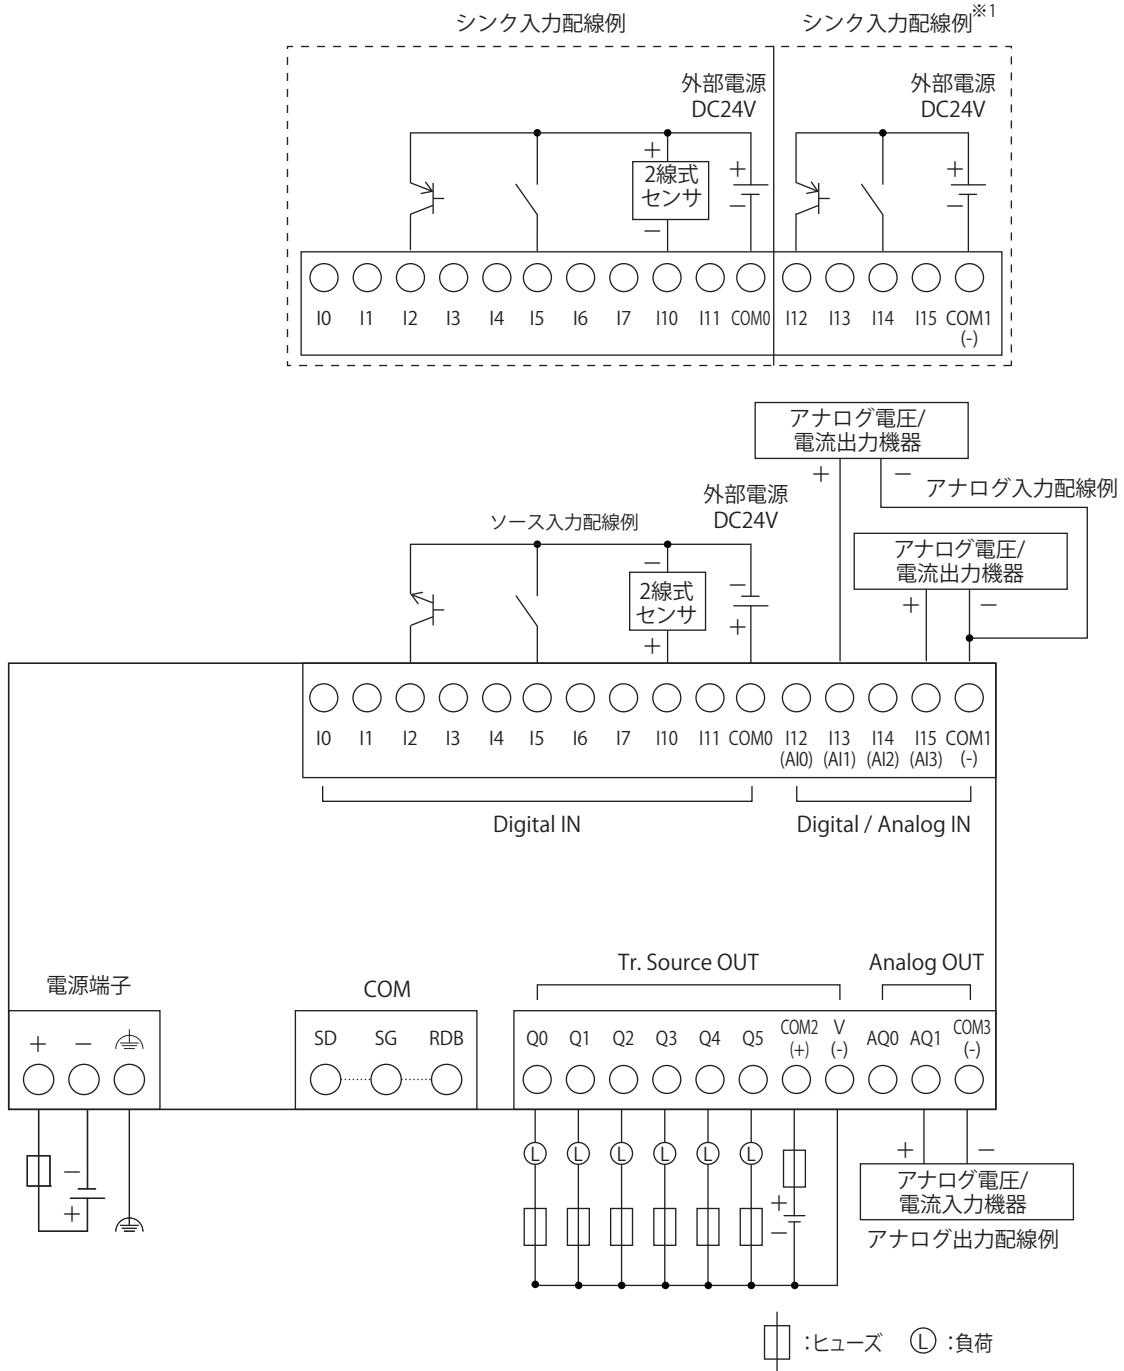 シンク入力配線例
シンク入力配線例※1
外部電源
DC24V
外部電源
DC24V
+
2線式
センサ
−
+
−
+
−
I0 I1 I2 I3 I4 I5 I6 I7 I10 I11 COM0 I12 I13 I14 I15 COM1
(-)
アナログ電圧/
電流出力機器
+ −
アナログ入力配線例
外部電源
DC24V
ソース入力配線例
アナログ電圧/
電流出力機器
+ −
−
2線式
センサ
+
−
+
I0 I1 I2 I3 I4 I5 I6 I7 I10 I11 COM0 I12 I13 I14 I15 COM1
(AI0) (AI1) (AI2) (AI3) (-)
Digital IN
Digital / Analog IN
Tr. Source OUT
Analog OUT
電源端子
COM
+ −
SD SG RDB
Q0 Q1 Q2 Q3 Q4 Q5 COM2 V AQ0 AQ1 COM3
(+) (-) (-)
L L L L L L
−
+
+
−
+ −
アナログ電圧/
電流入力機器
アナログ出力配線例
:ヒューズ
L :負荷